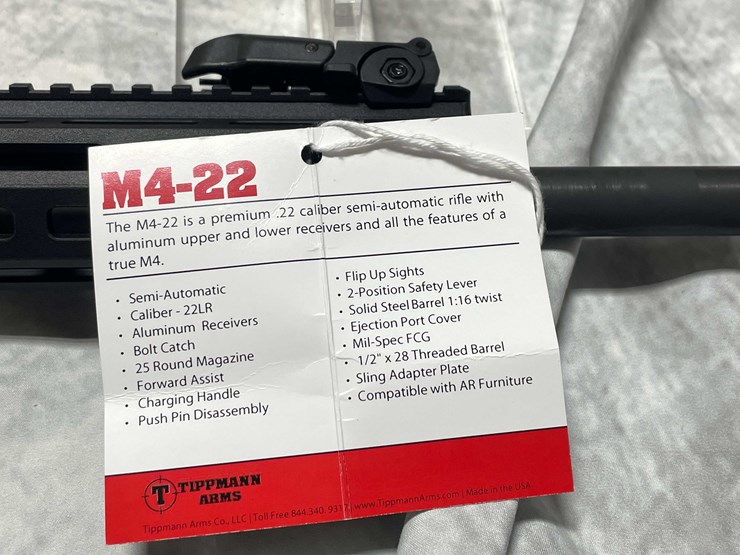 M4-22
The M4-22 is a premium .22 caliber semi-automatic rifle with
aluminum upper and lower receivers and all the features of a
true M4.
• Semi-Automatic
• Caliber - 22LR
• Aluminum Receivers
• Bolt Catch
• 25 Round Magazine
• Forward Assist
• Charging Handle
• Push Pin Disassembly
• Flip Up Sights
• 2-Position Safety Lever
• Solid Steel Barrel 1:16 twist
• Ejection Port Cover
• Mil-Spec FCG
• 1/2" x 28 Threaded Barrel
• Sling Adapter Plate
• Compatible with AR Furniture
T TIPPMANN
ARMS
Tippmann Arms Co., LLC | Toll Free 844.340.9317 | www.TippmannArms.com | Made in the USA